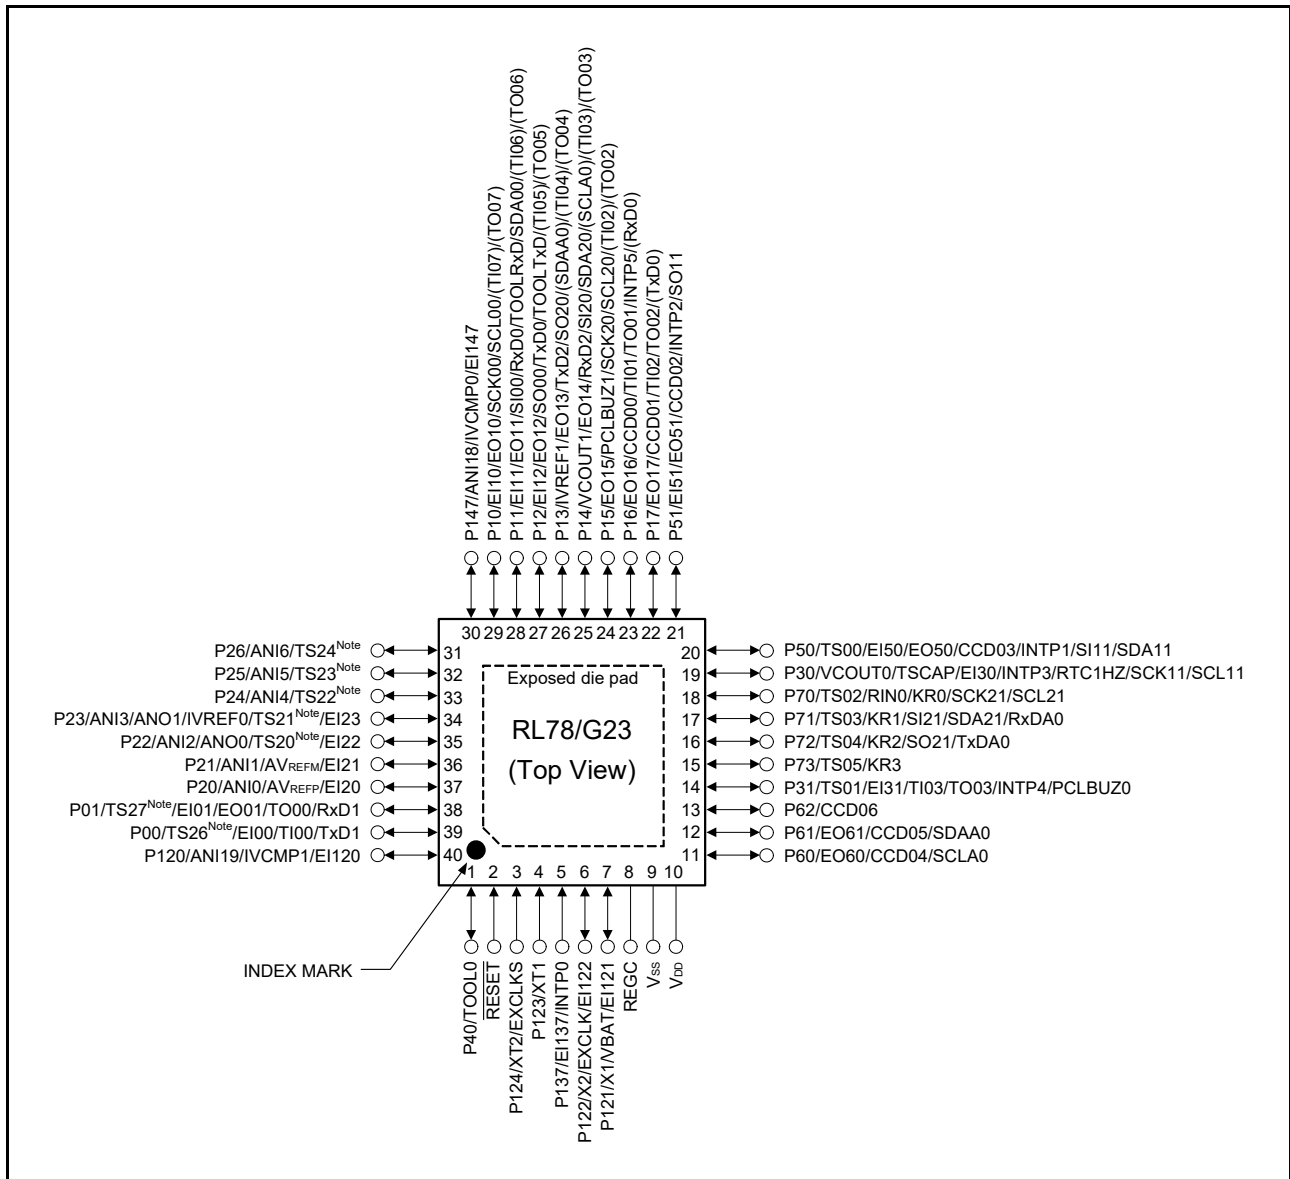 P147/ANI18/IVCMP0/EI147
P10/EI10/EO10/SCK00/SCL00/(TI07)/(TO07)
P11/EI11/EO11/SI00/RxD0/TOOLRxD/SDA00/(TI06)/(TO06)
P12/EI12/EO12/SO00/TxD0/TOOLTxD/(TI05)/(TO05)
P13/IVREF1/EO13/TxD2/SO20/(SDAA0)/(TI04)/(TO04)
P14/VCOUT1/EO14/RxD2/SI20/SDA20/(SCLA0)/(TI03)/(TO03)
P15/EO15/PCLBUZ1/SCK20/SCL20/(TI02)/(TO02)
P16/EO16/CCD00/TI01/TO01/INTP5/(RxD0)
P17/EO17/CCD01/TI02/TO02/(TxD0)
P51/EI51/EO51/CCD02/INTP2/SO11
30 29 28 27 26 25 24 23 22 21
P26/ANI6/TS24Note 31
P25/ANI5/TS23Note 32
P24/ANI4/TS22Note 33
P23/ANI3/ANO1/IVREF0/TS21Note/EI23 34
P22/ANI2/ANO0/TS20Note/EI22 35
P21/ANI1/AVREFM/EI21 36
P20/ANI0/AVREFP/EI20 37
P01/TS27Note/EI01/EO01/TO00/RxD1 38
P00/TS26Note/EI00/TI00/TxD1 39
P120/ANI19/IVCMP1/EI120 40
Exposed die pad
RL78/G23
(Top View)
20 P50/TS00/EI50/EO50/CCD03/INTP1/SI11/SDA11
19 P30/VCOUT0/TSCAP/EI30/INTP3/RTC1HZ/SCK11/SCL11
18 P70/TS02/RIN0/KR0/SCK21/SCL21
17 P71/TS03/KR1/SI21/SDA21/RxDA0
16 P72/TS04/KR2/SO21/TxDA0
15 P73/TS05/KR3
14 P31/TS01/EI31/TI03/TO03/INTP4/PCLBUZ0
13 P62/CCD06
12 P61/EO61/CCD05/SDAA0
11 P60/EO60/CCD04/SCLA0
1 2 3 4 5 6 7 8 9 10
INDEX MARK
P40/TOOL0
RESET
P124/XT2/EXCLKS
P123/XT1
P137/EI137/INTP0
P122/X2/EXCLK/EI122
P121/X1/VBAT/EI121
REGC
VSS
VDD